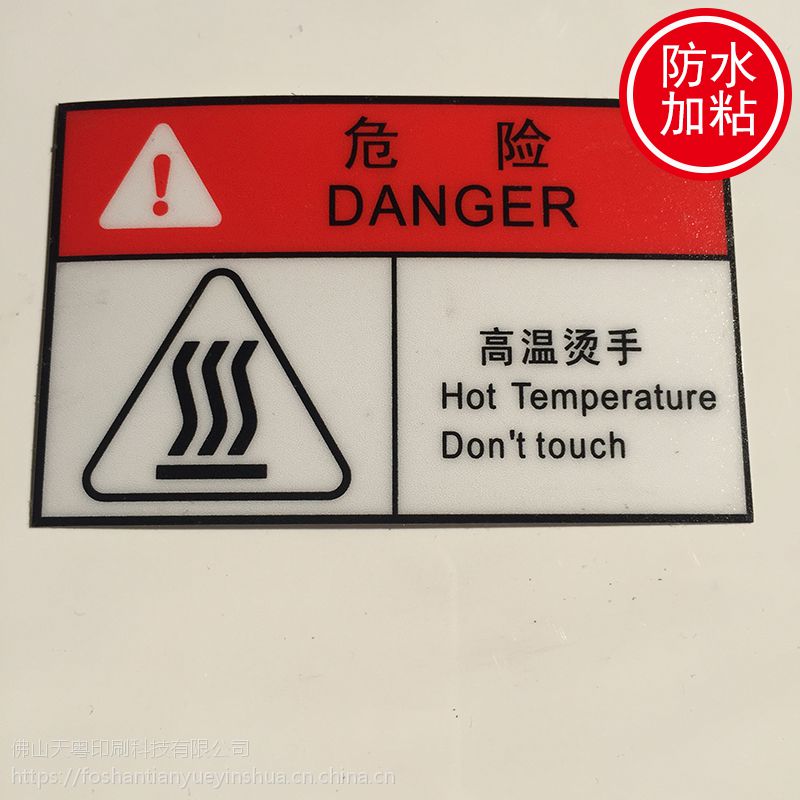 防水
加粘
危 险
DANGER
高温烫手
Hot Temperature
Don't touch
佛山天粤印刷科技有限公司
https://foshantianyueyinshua.cn.china.cn